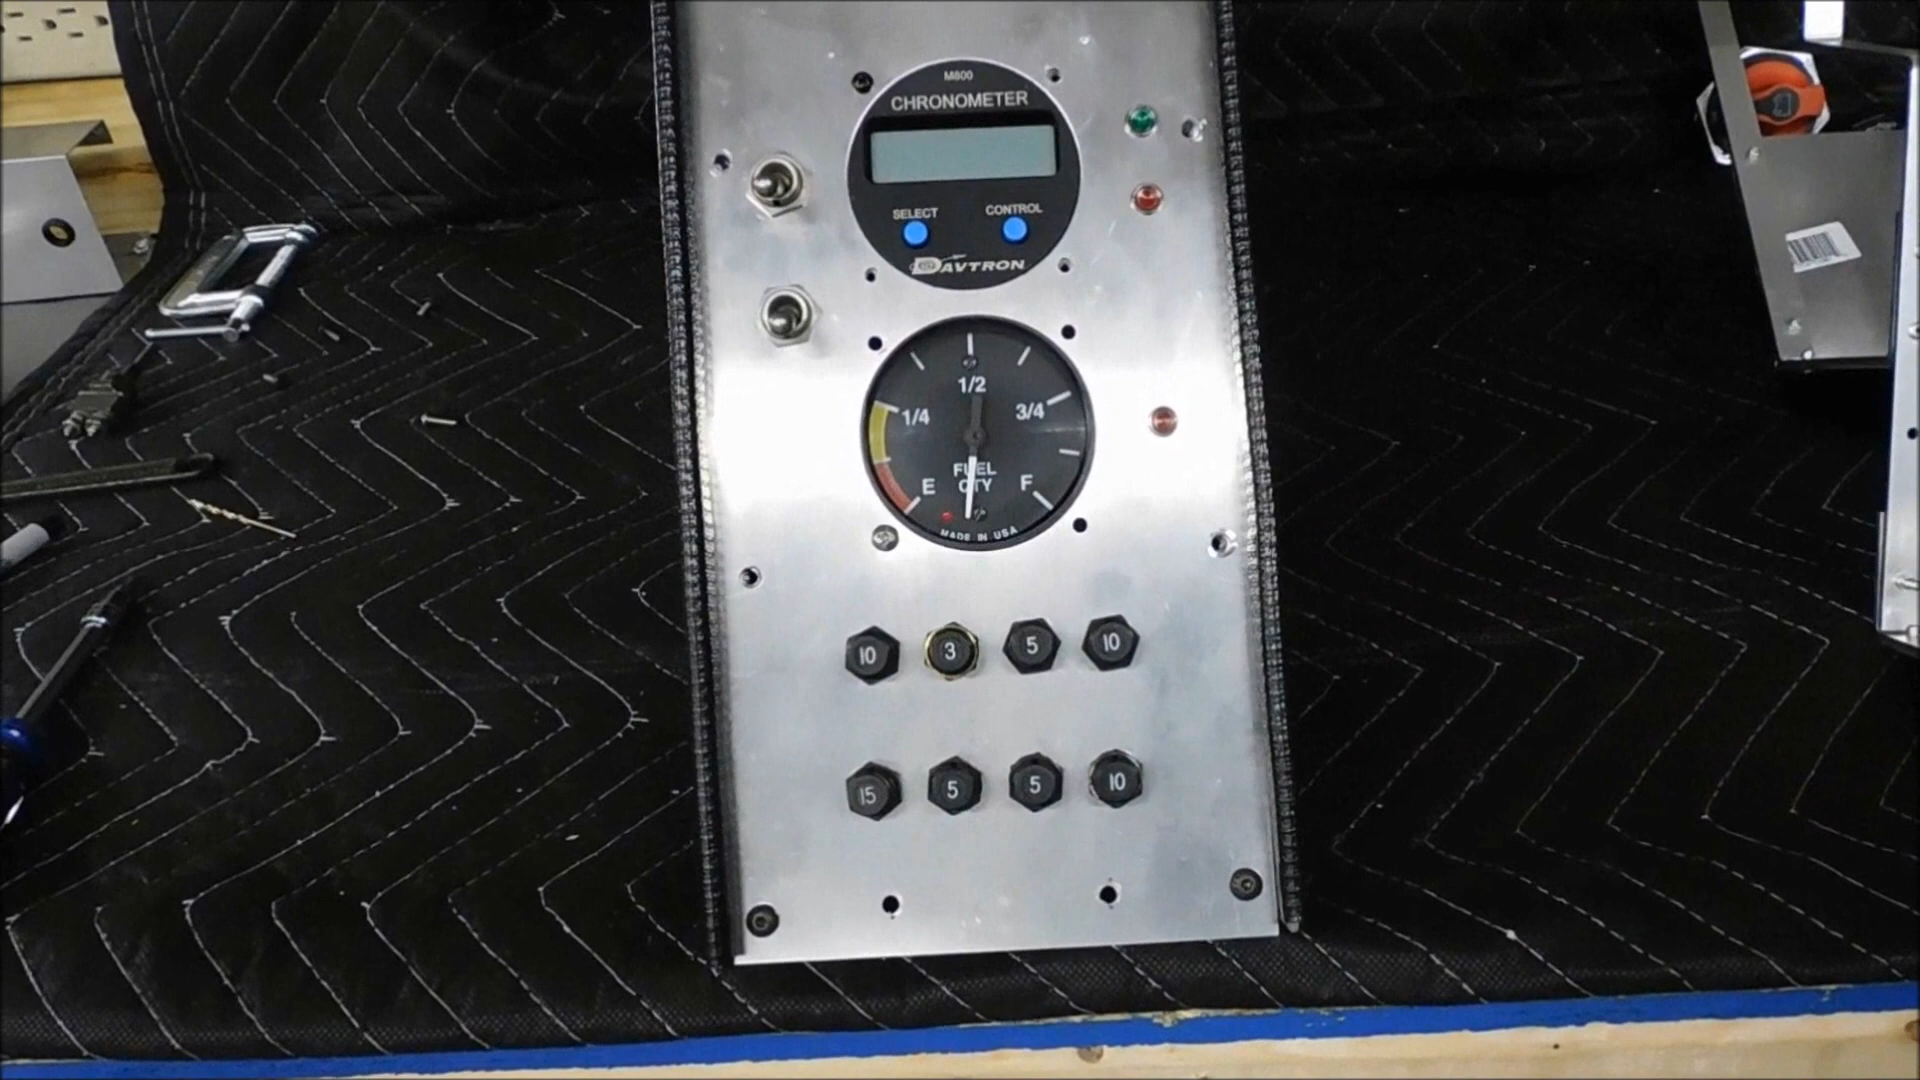 M800
CHRONOMETER
SELECT CONTROL
DAVTRON
1/2
1/4 3/4
FUEL
E QTY F
MADE IN USA
10 3 5 10
15 5 5 10